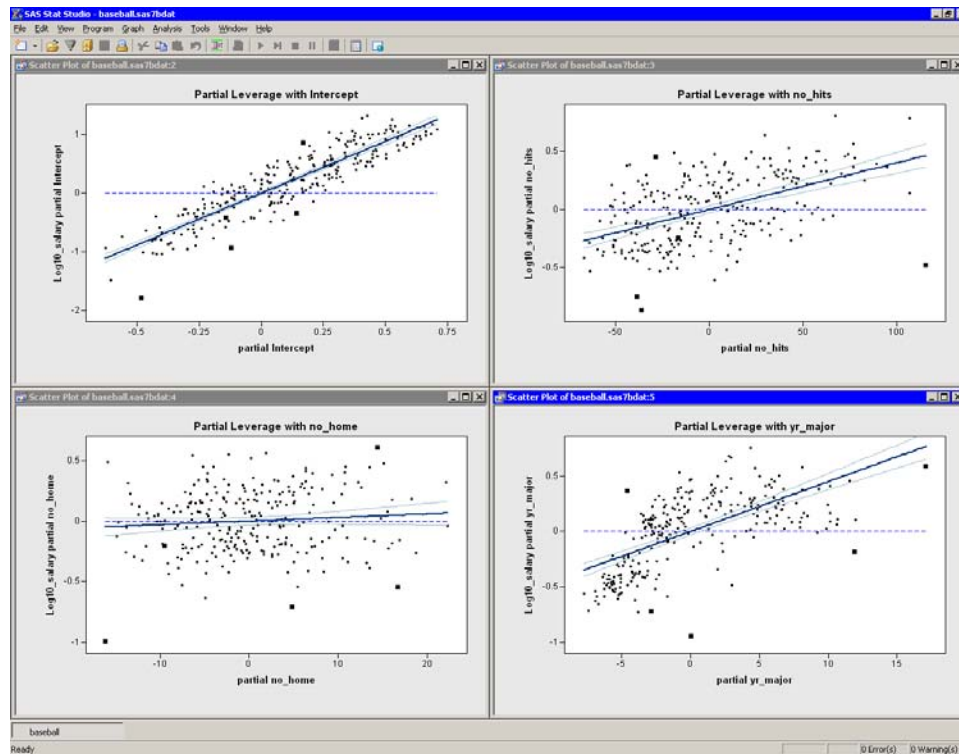 SAS Stat Studio - baseball.sas7bdat
File Edit View Program Graph Analysis Tools Window Help
Scatter Plot of baseball.sas7bdat:2
Partial Leverage with Intercept
Log10_salary partial Intercept
1
0
-1
-2
-0.5
-0.25
0
0.25
0.5
0.75
partial Intercept
Scatter Plot of baseball.sas7bdat:3
Partial Leverage with no_hits
Log10_salary partial no_hits
0.5
0
-0.5
-50
0
50
100
partial no_hits
Scatter Plot of baseball.sas7bdat:4
Partial Leverage with no_home
Log10_salary partial no_home
0.5
0
-0.5
-1
-10
0
10
20
partial no_home
Scatter Plot of baseball.sas7bdat:5
Partial Leverage with yr_major
Log10_salary partial yr_major
0.5
0
-0.5
-1
-5
0
5
10
15
partial yr_major
baseball
Ready
0 Error(s)
0 Warning(s)